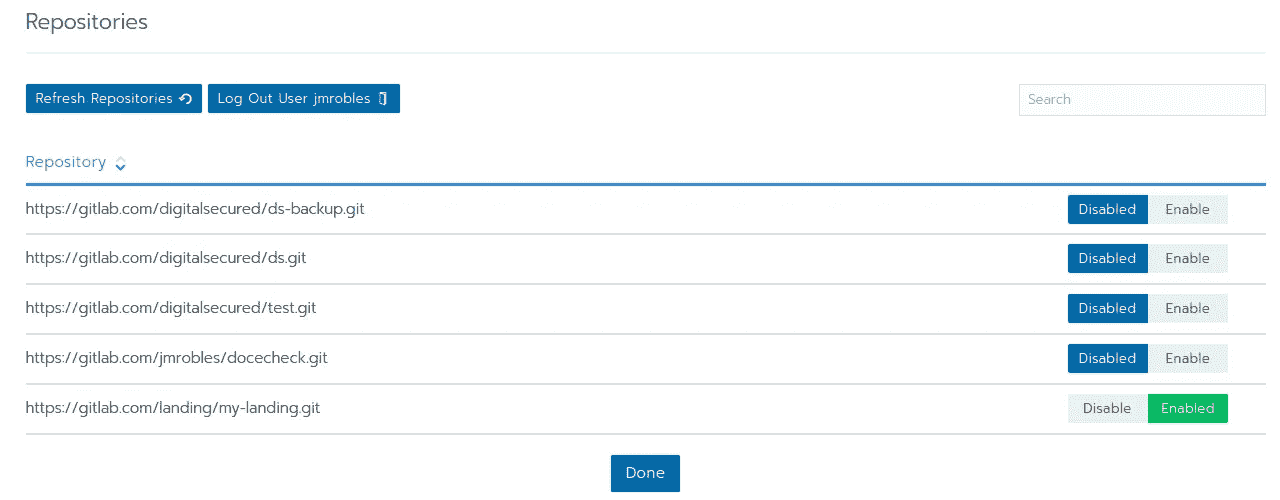 Repositories
Refresh Repositories Log Out User jmrobles Search
Repository
https://gitlab.com/digitalsecured/ds-backup.git Disabled Enable
https://gitlab.com/digitalsecured/ds.git Disabled Enable
https://gitlab.com/digitalsecured/test.git Disabled Enable
https://gitlab.com/jmrobles/docecheck.git Disabled Enable
https://gitlab.com/landing/my-landing.git Disable Enabled
Done